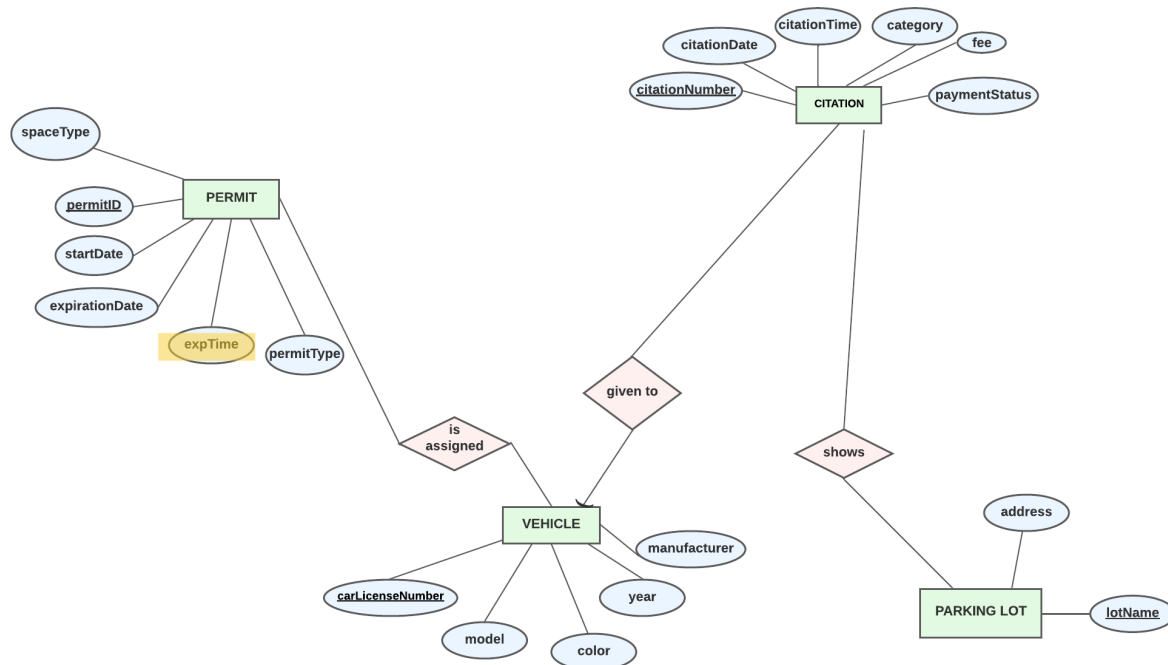 citationTime
category
citationDate
fee
citationNumber
CITATION
paymentStatus
spaceType
PERMIT
permitID
startDate
expirationDate
expTime
permitType
given to
is
assigned
shows
address
VEHICLE
manufacturer
carLicenseNumber
year
PARKING LOT
lotName
model
color